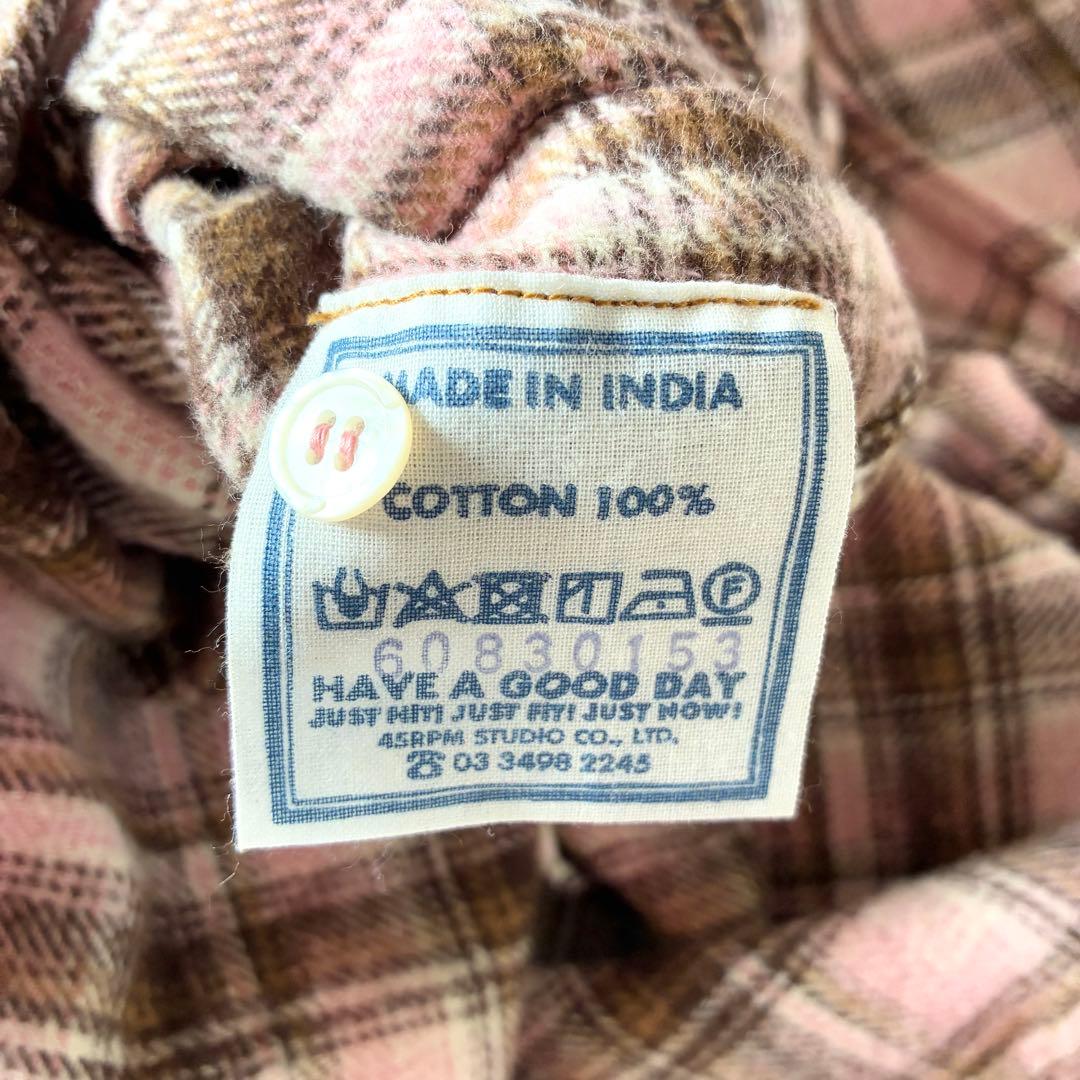 MADE IN INDIA
COTTON 100%
60830153
HAVE A GOOD DAY
JUST HIT! JUST FIT! JUST NOW!
45RPM STUDIO CO., LTD.
☎ 03 3498 2245